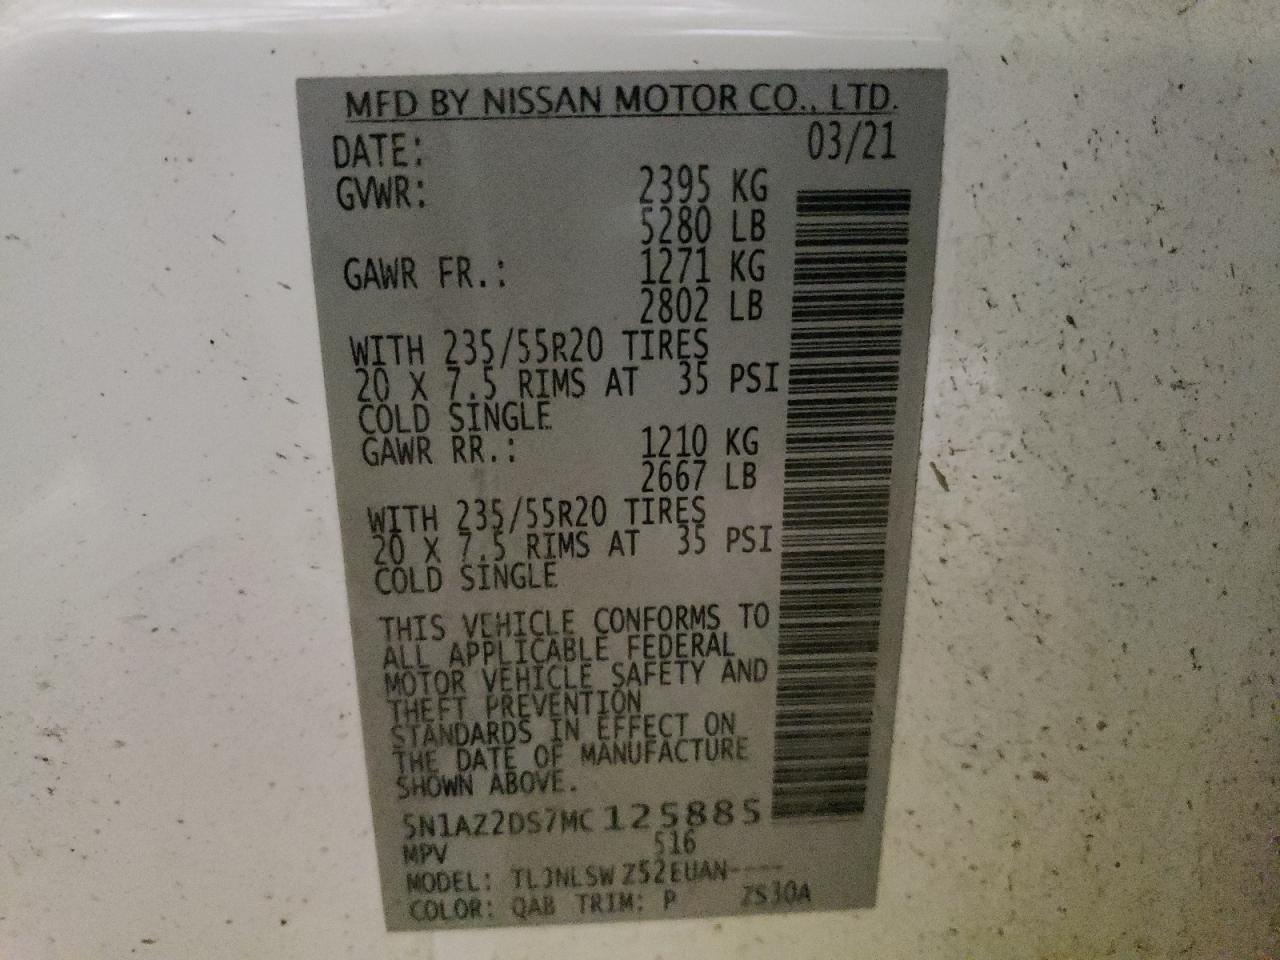 MFD BY NISSAN MOTOR CO., LTD.
DATE: 03/21
GVWR: 2395 KG
5280 LB
GAWR FR.: 1271 KG
2802 LB
WITH 235/55R20 TIRES
20 X 7.5 RIMS AT 35 PSI
COLD SINGLE
GAWR RR.: 1210 KG
2667 LB
WITH 235/55R20 TIRES
20 X 7.5 RIMS AT 35 PSI
COLD SINGLE
THIS VEHICLE CONFORMS TO
ALL APPLICABLE FEDERAL
MOTOR VEHICLE SAFETY AND
THEFT PREVENTION
STANDARDS IN EFFECT ON
THE DATE OF MANUFACTURE
SHOWN ABOVE.
5N1AZ2DS7MC125885
MPV 516
MODEL: TLJNLSW Z52EUAN----
COLOR: QAB TRIM: P ZS30A